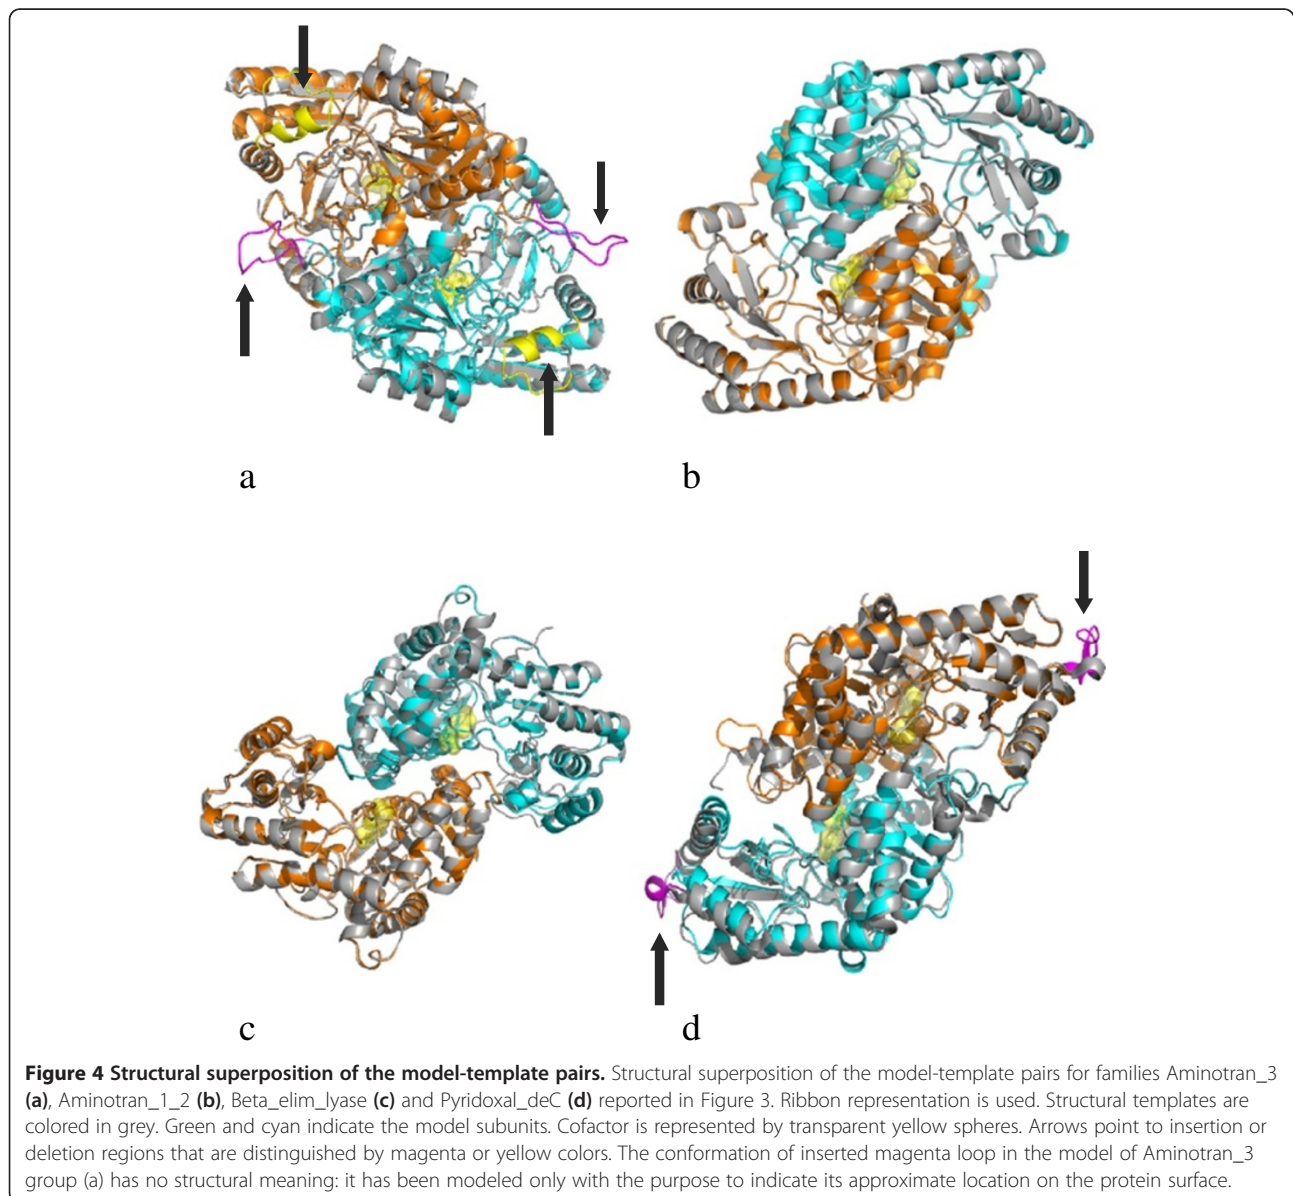 a
b
c
d
Figure 4 Structural superposition of the model-template pairs. Structural superposition of the model-template pairs for families Aminotran_3
(a), Aminotran_1_2 (b), Beta_elim_lyase (c) and Pyridoxal_deC (d) reported in Figure 3. Ribbon representation is used. Structural templates are
colored in grey. Green and cyan indicate the model subunits. Cofactor is represented by transparent yellow spheres. Arrows point to insertion or
deletion regions that are distinguished by magenta or yellow colors. The conformation of inserted magenta loop in the model of Aminotran_3
group (a) has no structural meaning: it has been modeled only with the purpose to indicate its approximate location on the protein surface.